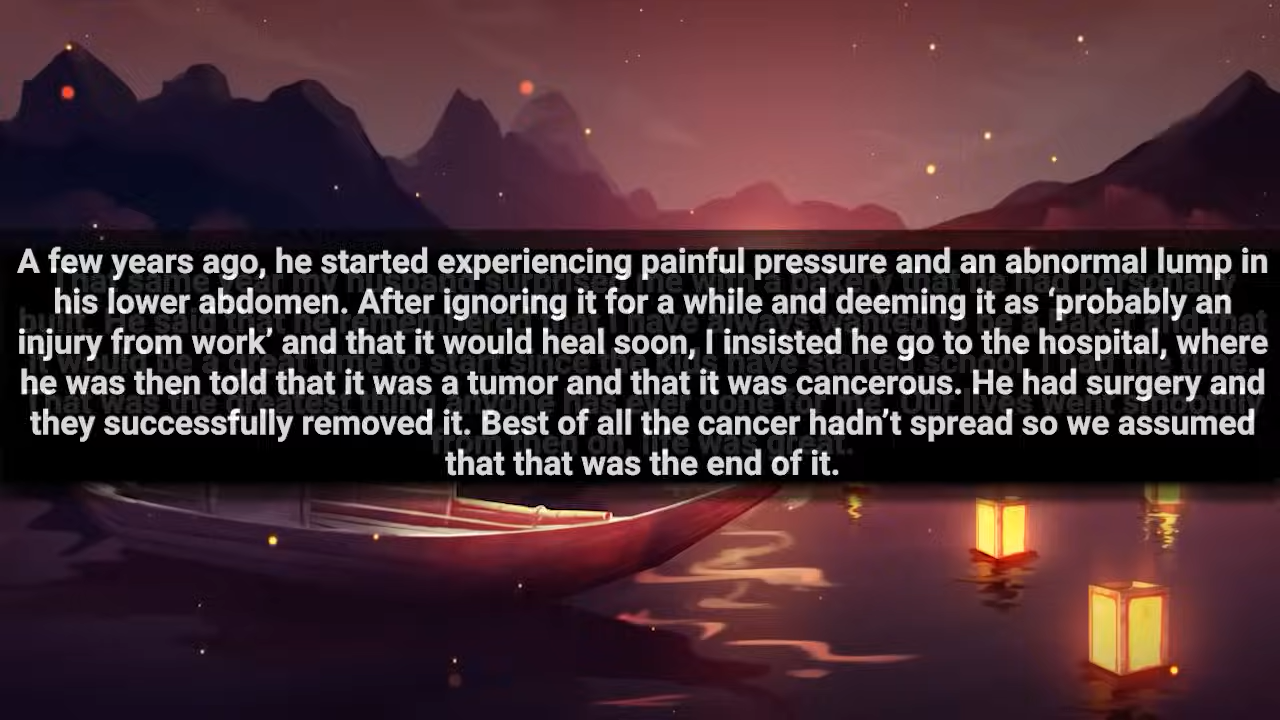 A few years ago, he started experiencing painful pressure and an abnormal lump in
his lower abdomen. After ignoring it for a while and deeming it as ‘probably an
injury from work’ and that it would heal soon, I insisted he go to the hospital, where
he was then told that it was a tumor and that it was cancerous. He had surgery and
they successfully removed it. Best of all the cancer hadn’t spread so we assumed
that that was the end of it.